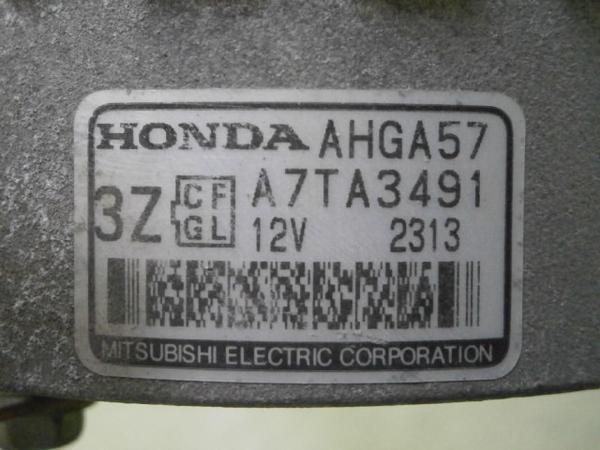 HONDA AHGA57
3Z CF A7TA3491
GL 12V 2313
MITSUBISHI ELECTRIC CORPORATION